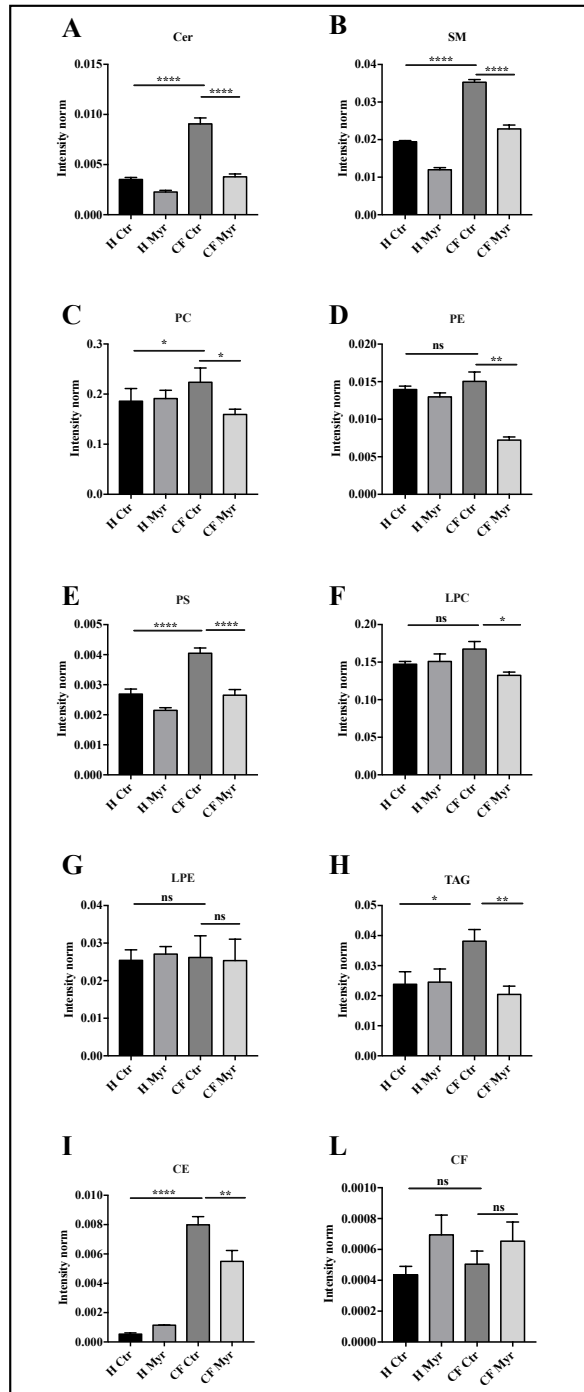 A
Cer
**** ****
Intensity norm
0.015
0.010
0.005
0.000
H Ctr H Myr CF Ctr CF Myr
B
SM
**** ****
Intensity norm
0.04
0.03
0.02
0.01
0.00
H Ctr H Myr CF Ctr CF Myr
C
PC
* *
Intensity norm
0.3
0.2
0.1
0.0
H Ctr H Myr CF Ctr CF Myr
D
PE
ns **
Intensity norm
0.020
0.015
0.010
0.005
0.000
H Ctr H Myr CF Ctr CF Myr
E
PS
**** ****
Intensity norm
0.005
0.004
0.003
0.002
0.001
0.000
H Ctr H Myr CF Ctr CF Myr
F
LPC
ns *
Intensity norm
0.20
0.15
0.10
0.50
0.00
H Ctr H Myr CF Ctr CF Myr
G
LPE
ns ns
Intensity norm
0.04
0.03
0.02
0.01
0.00
H Ctr H Myr CF Ctr CF Myr
H
TAG
* **
Intensity norm
0.05
0.04
0.03
0.02
0.01
0.00
H Ctr H Myr CF Ctr CF Myr
I
CE
**** **
Intensity norm
0.010
0.008
0.006
0.004
0.002
0.000
H Ctr H Myr CF Ctr CF Myr
L
CF
ns ns
Intensity norm
0.0010
0.0008
0.0006
0.0004
0.0002
0.0000
H Ctr H Myr CF Ctr CF Myr